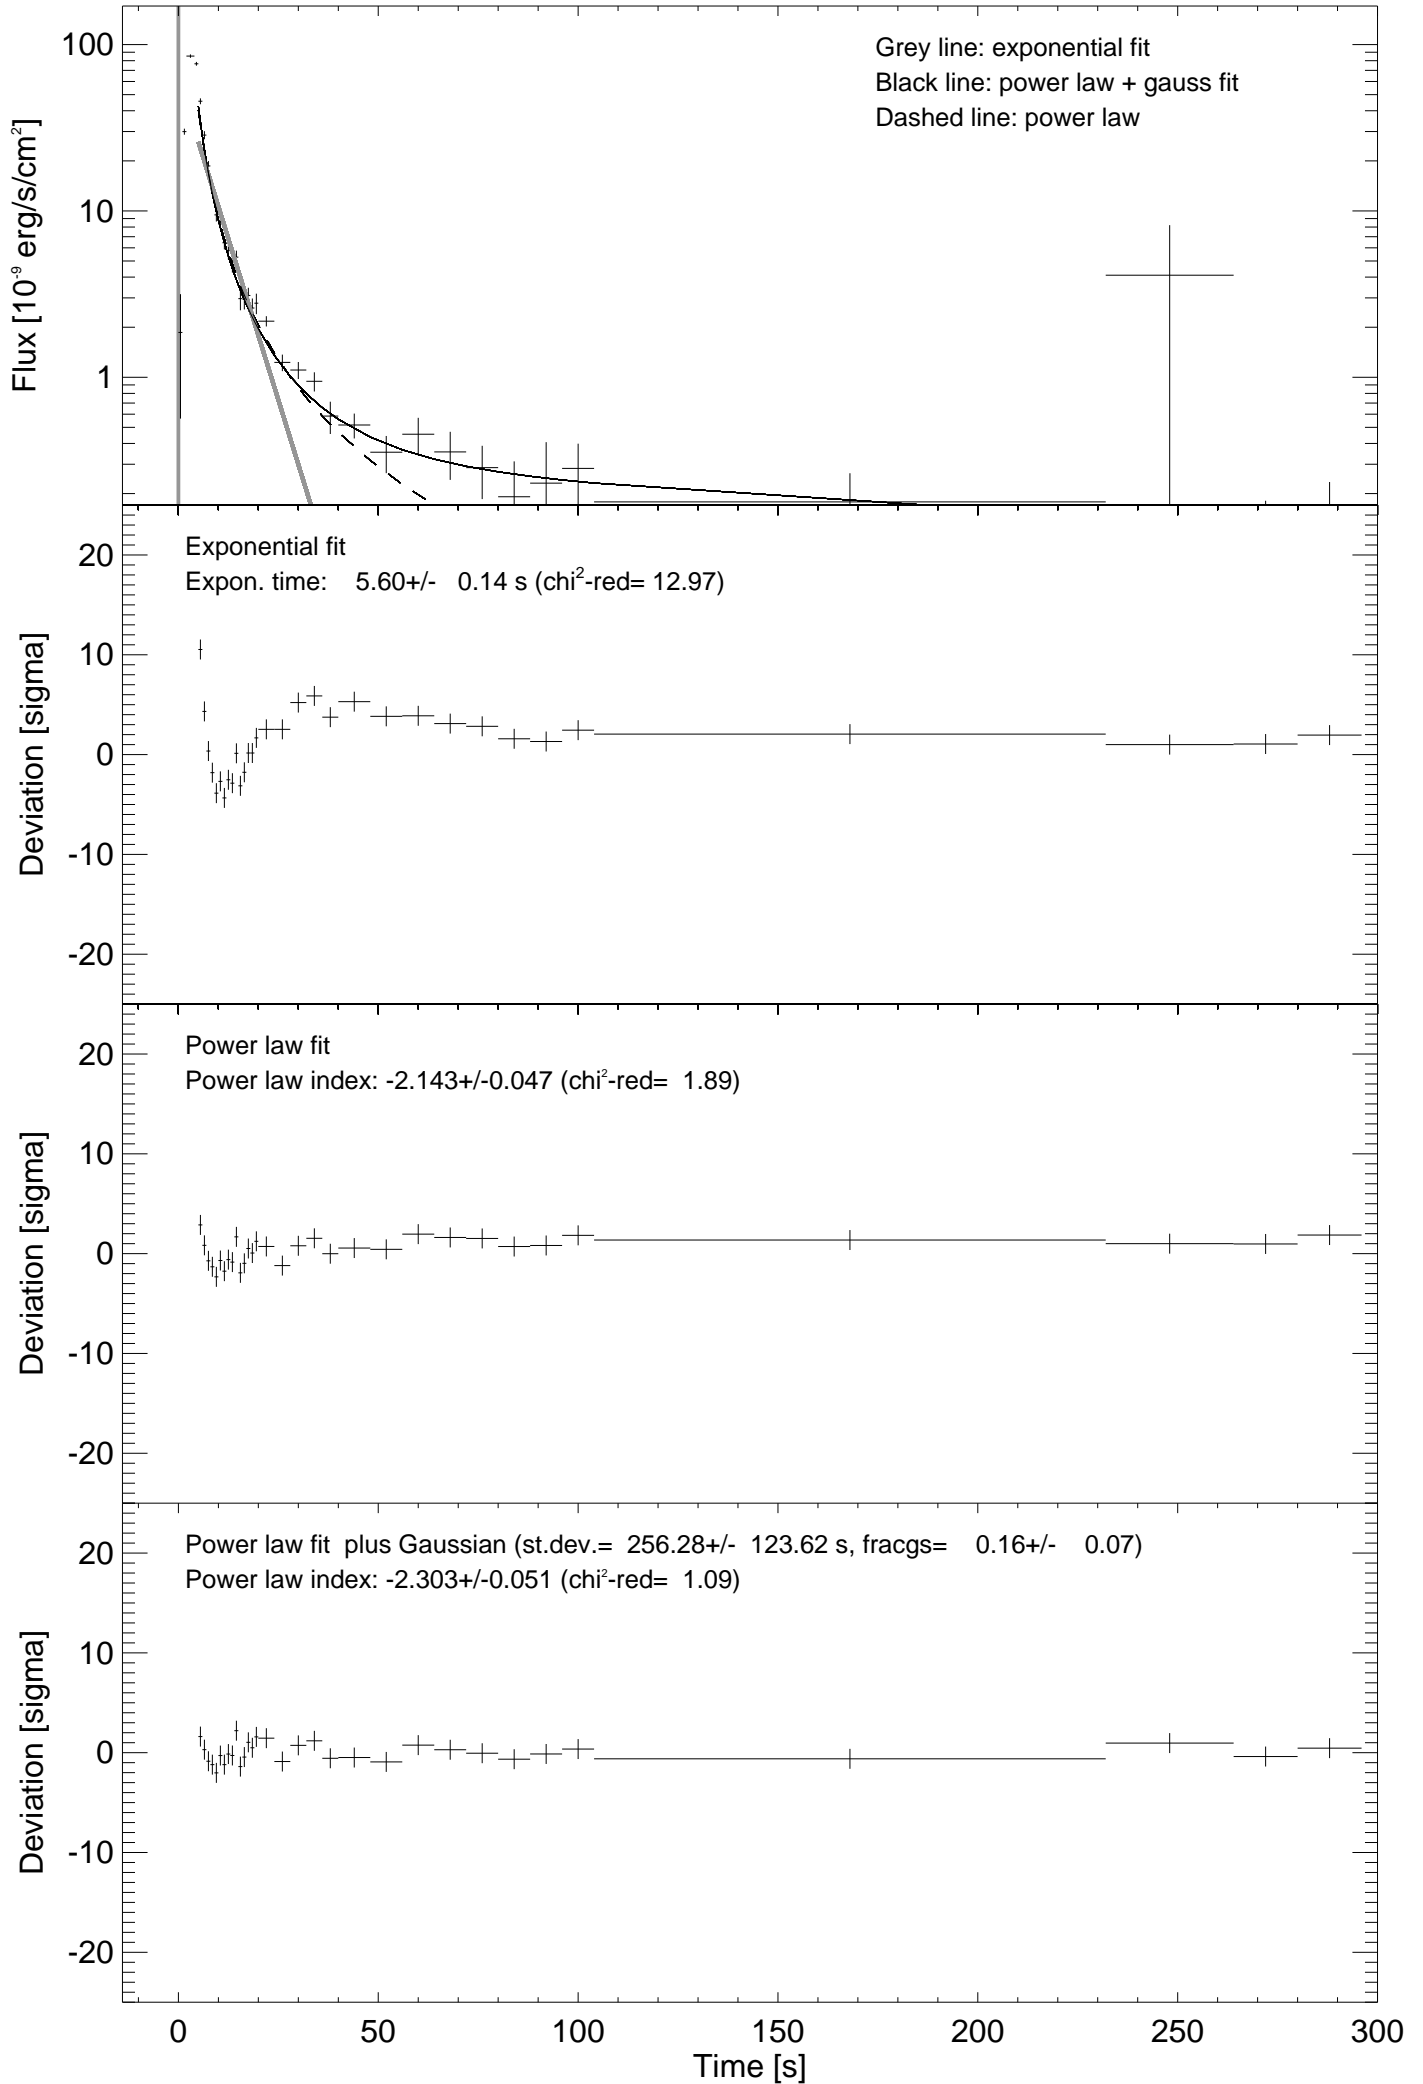 Grey line: exponential fit
Black line: power law + gauss fit
Dashed line: power law
100
10
1
Flux [10⁻⁹ erg/s/cm²]
Exponential fit
Expon. time: 5.60+/- 0.14 s (chi²-red= 12.97)
20
10
0
-10
-20
Deviation [sigma]
Power law fit
Power law index: -2.143+/-0.047 (chi²-red= 1.89)
20
10
0
-10
-20
Deviation [sigma]
Power law fit plus Gaussian (st.dev.= 256.28+/- 123.62 s, fracgs= 0.16+/- 0.07)
Power law index: -2.303+/-0.051 (chi²-red= 1.09)
20
10
0
-10
-20
Deviation [sigma]
0 50 100 150 200 250 300
Time [s]